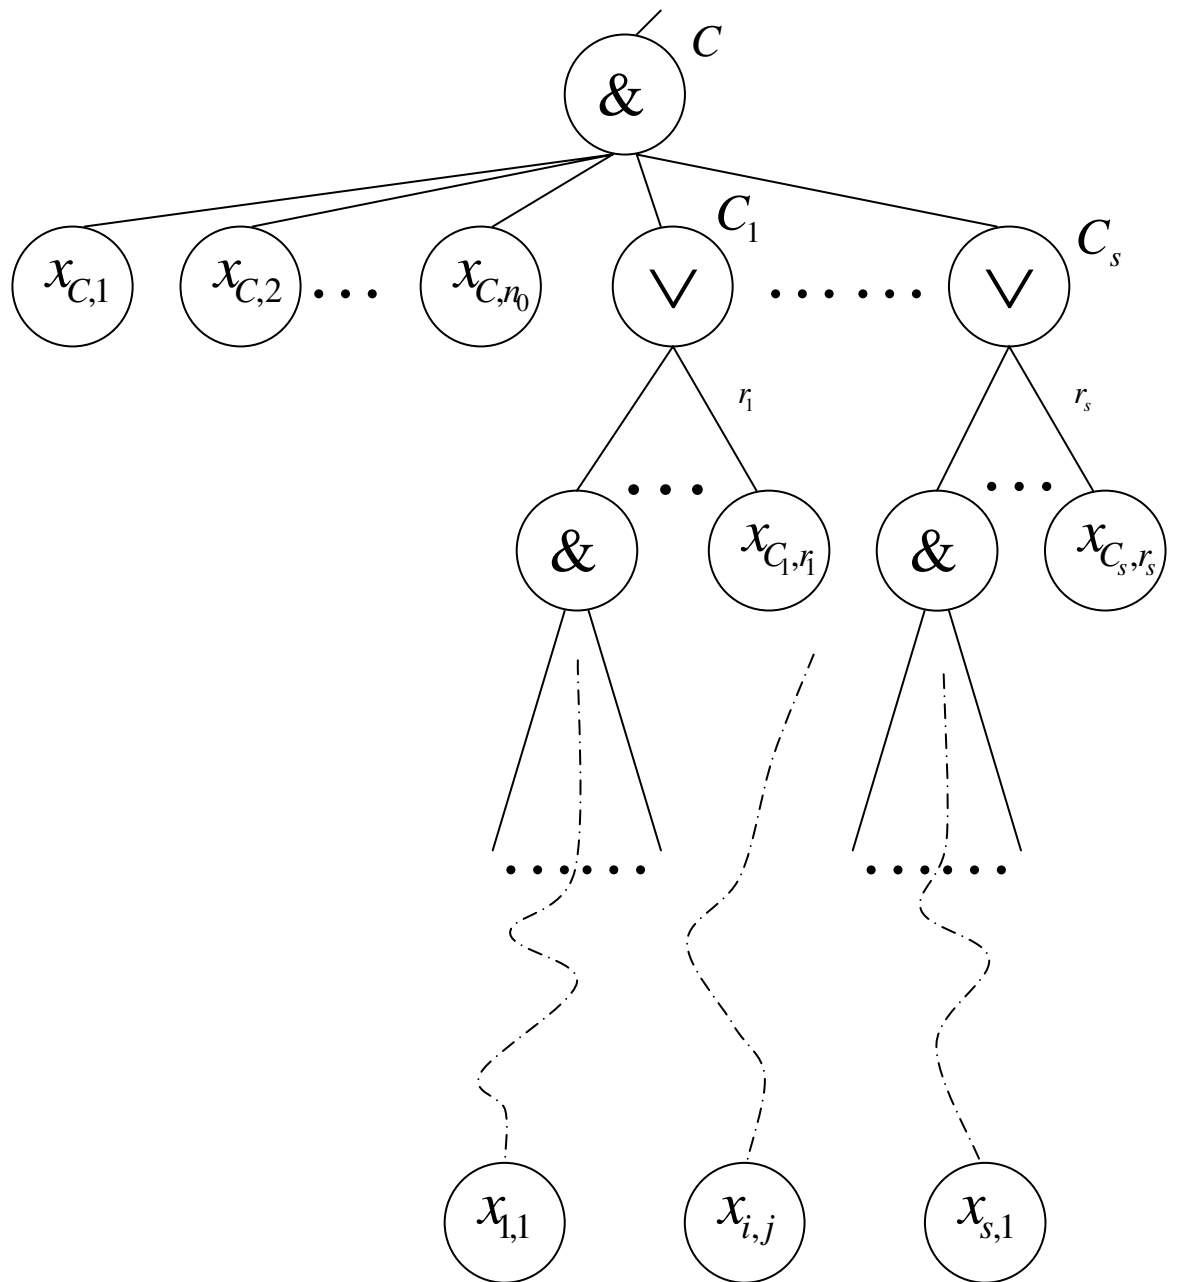 C
&
C_1
C_s
x_{C,1} x_{C,2} ... x_{C,n_0} ∨ ...... ∨
r_1 r_s
& ... x_{C_1,r_1} & ... x_{C_s,r_s}
...... ......
x_{1,1} x_{i,j} x_{s,1}